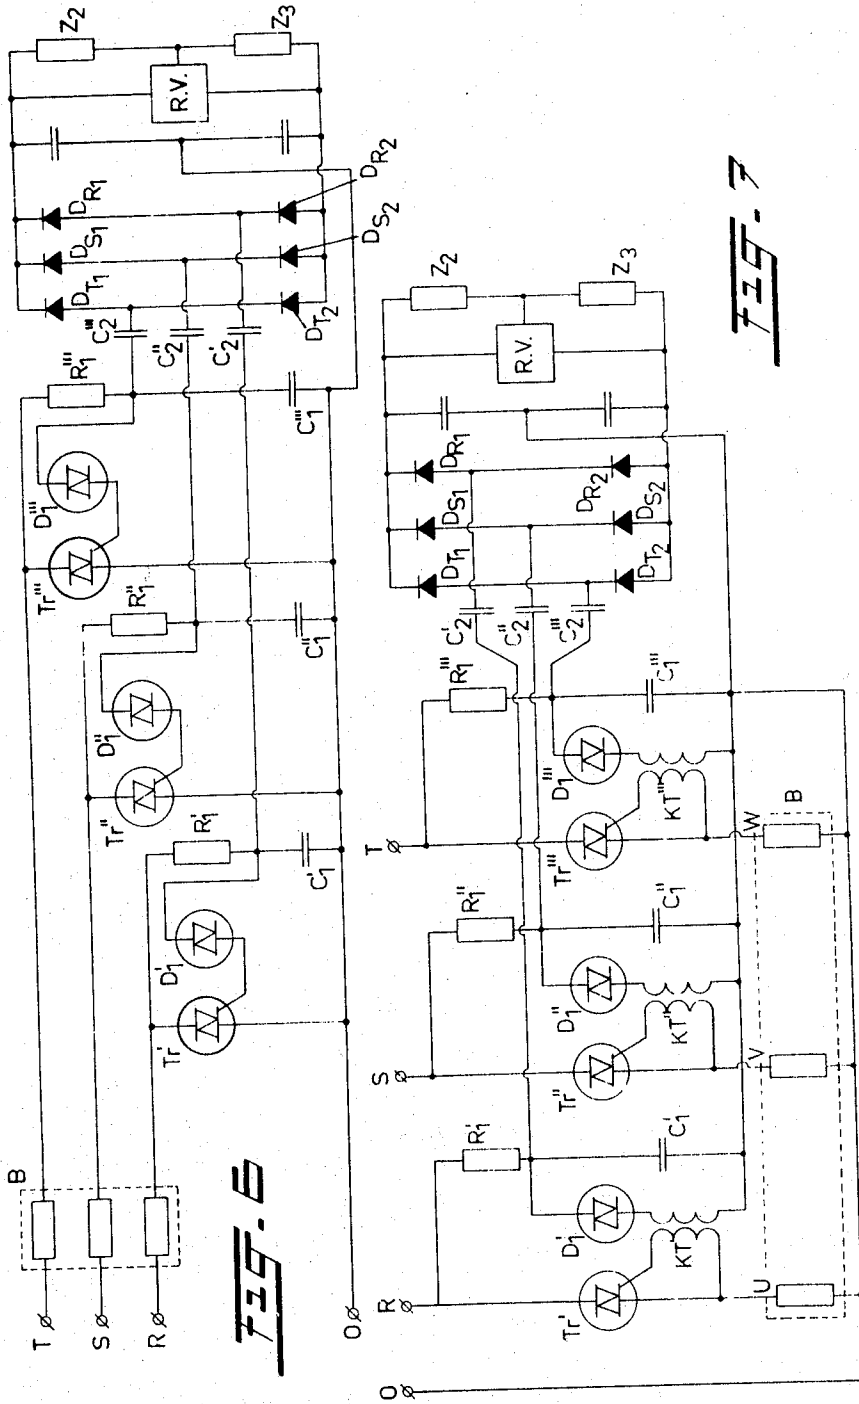 Z2
Z3
R.V.
DR1
DS1
DT1
DR2
DS2
DT2
C2'''
C2''
C2'
R1'''
C1'''
D1'''
Tr'''
R1''
C1''
D1''
Tr''
R1'
C1'
D1'
Tr'
B
T
S
R
O
Fig. 6
Z2
Z3
R.V.
DR1
DS1
DT1
DR2
DS2
DT2
C2'
C2''
C2'''
R1'''
C1'''
D1'''
Tr'''
KT'''
T
W
B
R1''
C1''
D1''
Tr''
KT''
S
V
R1'
C1'
D1'
Tr'
KT'
R
U
O
Fig. 7